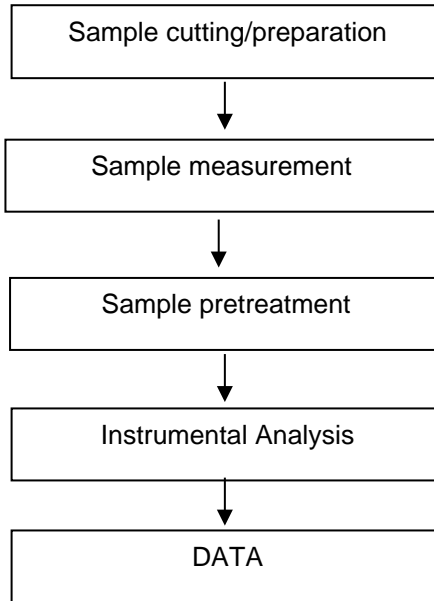 Sample cutting/preparation
Sample measurement
Sample pretreatment
Instrumental Analysis
DATA